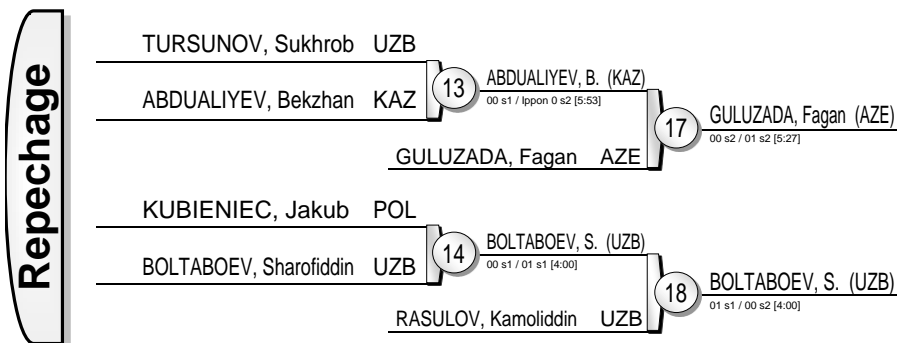 Repechage
TURSUNOV, Sukhrob UZB
ABDUALIYEV, Bekzhan KAZ
13
ABDUALIYEV, B. (KAZ)
00 s1 / Ippon 0 s2 [5:53]
GULUZADA, Fagan AZE
17
GULUZADA, Fagan (AZE)
00 s2 / 01 s2 [5:27]
KUBIENIEC, Jakub POL
BOLTABOEV, Sharofiddin UZB
14
BOLTABOEV, S. (UZB)
00 s1 / 01 s1 [4:00]
RASULOV, Kamoliddin UZB
18
BOLTABOEV, S. (UZB)
01 s1 / 00 s2 [4:00]